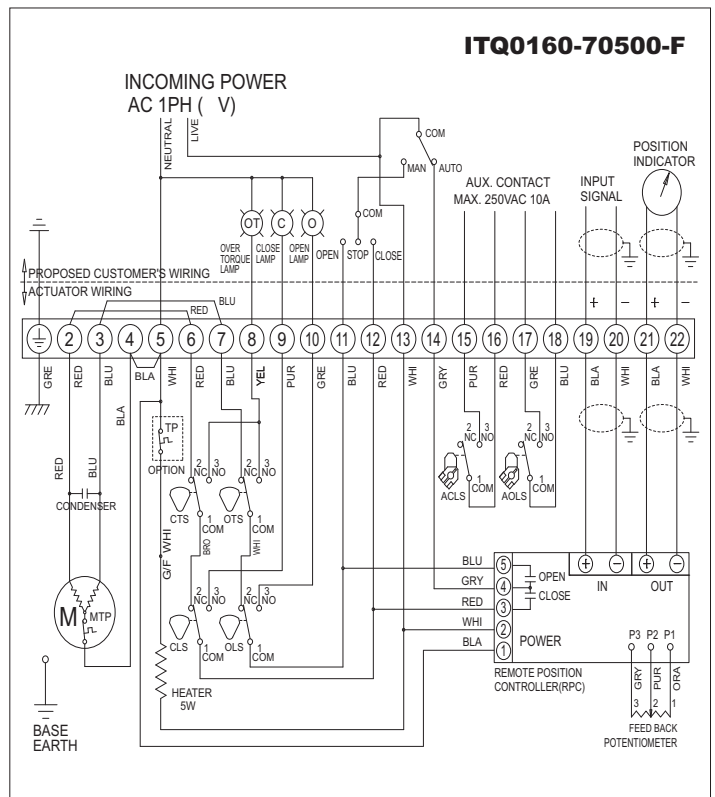 ITQ0160-70500-F
INCOMING POWER
AC 1PH (   V)
NEUTRAL
LIVE
COM
MAN
AUTO
COM
OPEN
STOP
CLOSE
OT
C
O
OVER
TORQUE
LAMP
CLOSE
LAMP
OPEN
LAMP
AUX. CONTACT
MAX. 250VAC 10A
INPUT
SIGNAL
POSITION
INDICATOR
PROPOSED CUSTOMER'S WIRING
ACTUATOR WIRING
BLU
RED
+ − + −
2 3 4 5 6 7 8 9 10 11 12 13 14 15 16 17 18 19 20 21 22
GRE RED BLU BLA WHI RED BLU YEL PUR GRE BLU RED WHI GRY PUR RED GRE BLU BLA WHI BLA WHI
BLA
RED
BLU
CONDENSER
M
MTP
BASE
EARTH
TP
OPTION
G/F WHI
HEATER
5W
2 3
NC NO
CTS
1
COM
BRO
2 3
NC NO
OTS
1
COM
WHI
2 3
NC NO
CLS
1
COM
2 3
NC NO
OLS
1
COM
2 3
NC NO
ACLS
1
COM
2 3
NC NO
AOLS
1
COM
BLU 5
GRY 4
RED 3
WHI 2
BLA 1
OPEN
CLOSE
POWER
+ − + −
IN OUT
P3 P2 P1
GRY PUR ORA
3 2 1
REMOTE POSITION
CONTROLLER(RPC)
FEED BACK
POTENTIOMETER